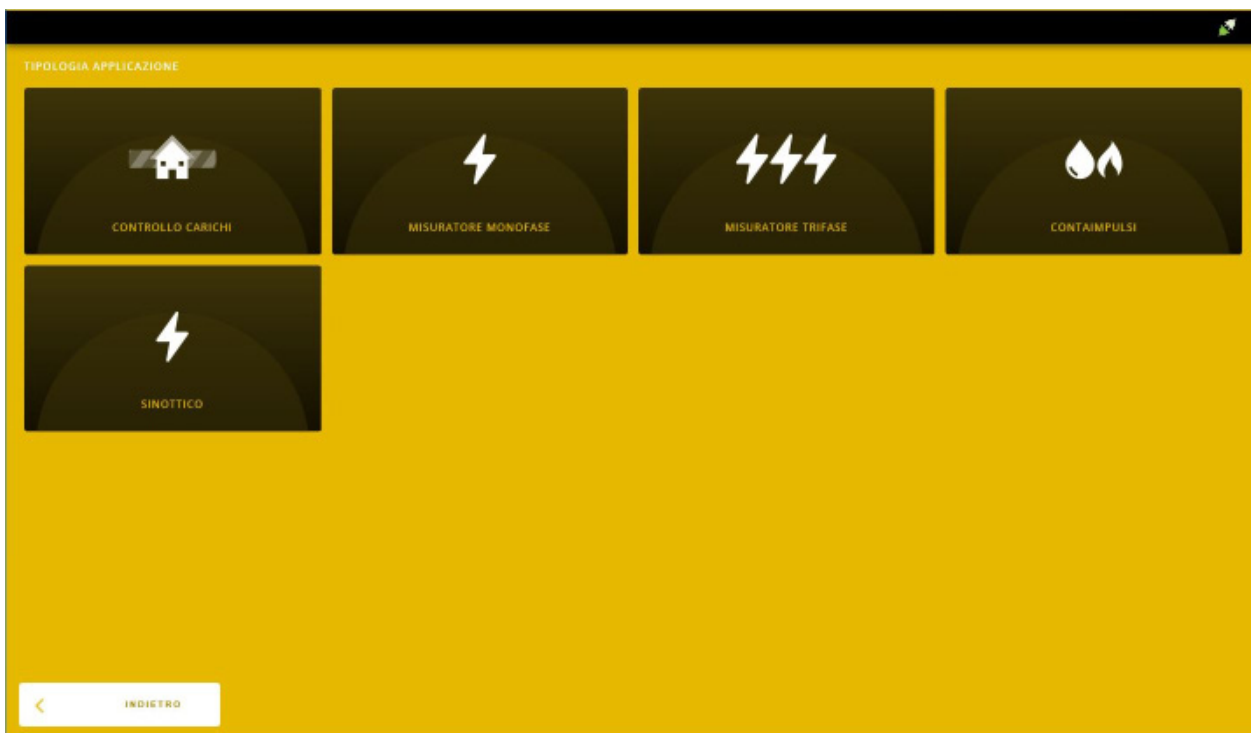 TIPOLOGIA APPLICAZIONE
CONTROLLO CARICHI
MISURATORE MONOFASE
MISURATORE TRIFASE
CONTAIMPULSI
SINOTTICO
INDIETRO